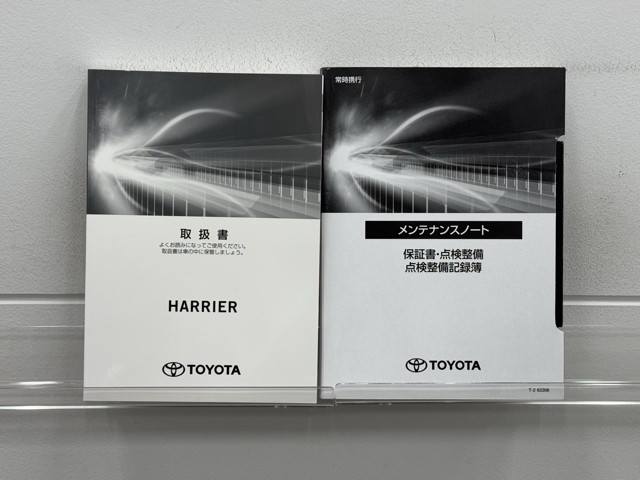 取扱書
よくお読みになってご使用ください。
取扱書は車の中に保管しましょう。
HARRIER
TOYOTA
常時携行
メンテナンスノート
保証書・点検整備
点検整備記録簿
TOYOTA